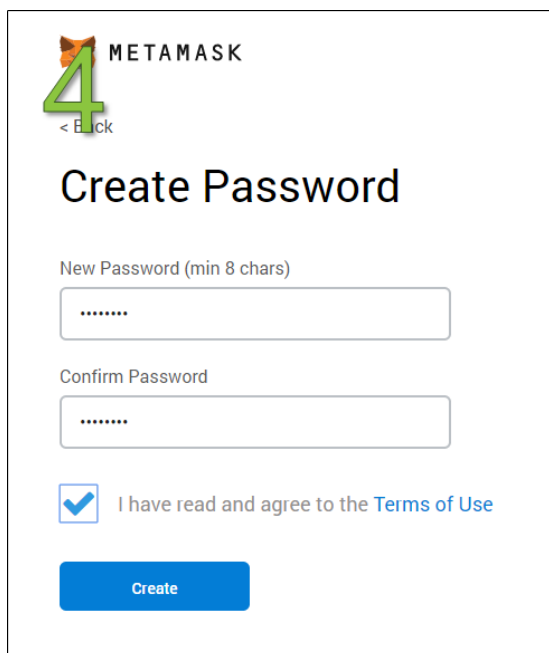 METAMASK
4
< Back
Create Password
New Password (min 8 chars)
••••••••
Confirm Password
••••••••
I have read and agree to the Terms of Use
Create